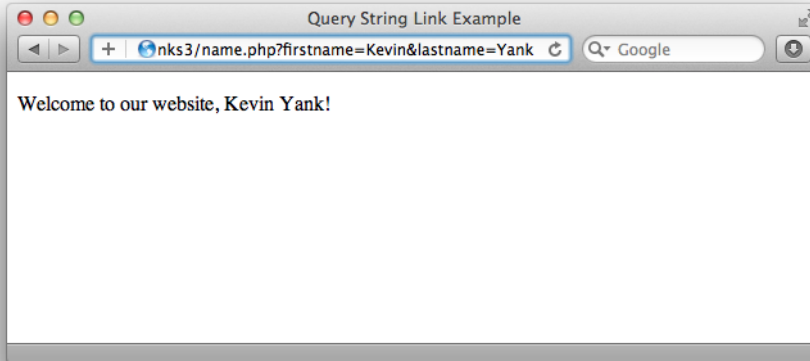 Query String Link Example
nks3/name.php?firstname=Kevin&lastname=Yank
Google
Welcome to our website, Kevin Yank!